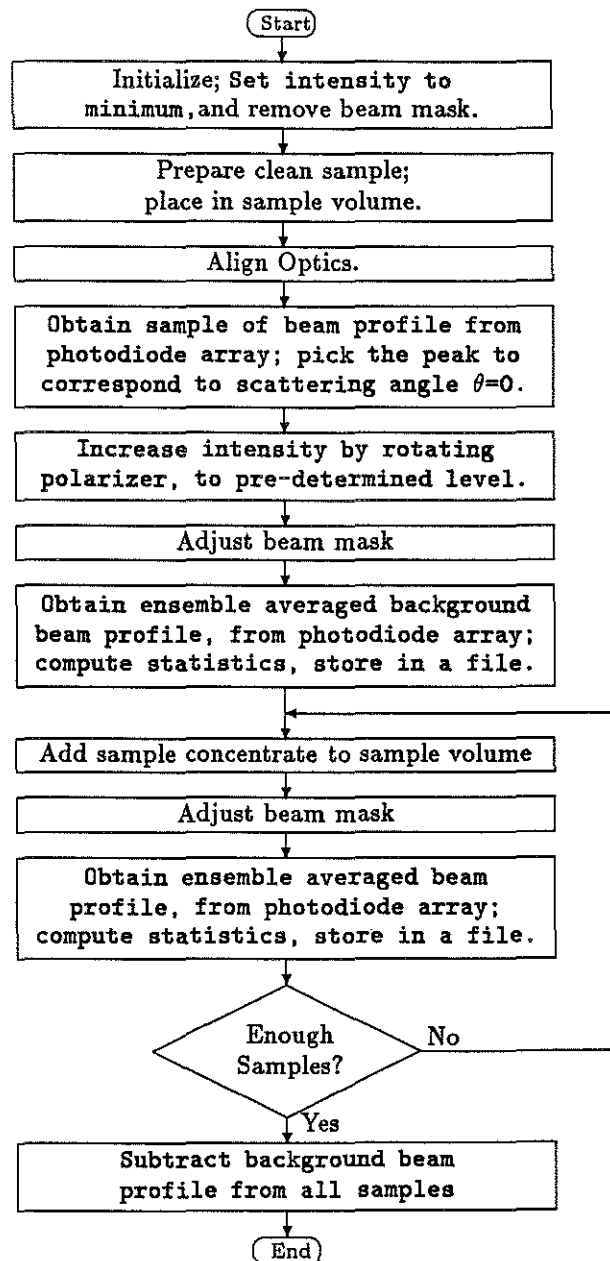 Start
Initialize; Set intensity to
minimum,and remove beam mask.
Prepare clean sample;
place in sample volume.
Align Optics.
Obtain sample of beam profile from
photodiode array; pick the peak to
correspond to scattering angle θ=0.
Increase intensity by rotating
polarizer, to pre-determined level.
Adjust beam mask
Obtain ensemble averaged background
beam profile, from photodiode array;
compute statistics, store in a file.
Add sample concentrate to sample volume
Adjust beam mask
Obtain ensemble averaged beam
profile, from photodiode array;
compute statistics, store in a file.
Enough
Samples?
No
Yes
Subtract background beam
profile from all samples
End